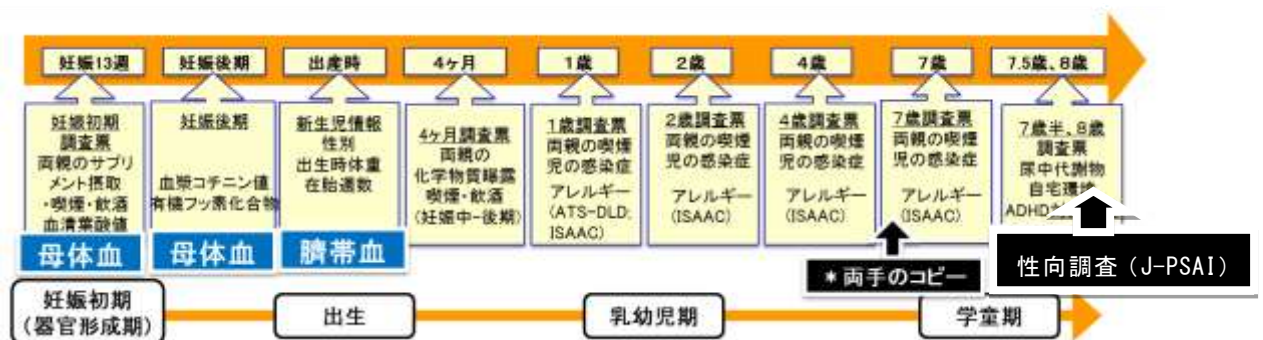 妊娠13週
妊娠後期
出産時
4ヶ月
1歳
2歳
4歳
7歳
7.5歳、8歳
妊娠初期
調査票
両親のサプリ
メント摂取
・喫煙・飲酒
血清葉酸値
妊娠後期
血漿コチニン値
有機フッ素化合物
新生児情報
性別
出生時体重
在胎週数
4ヶ月調査票
両親の
化学物質曝露
喫煙・飲酒
(妊娠中-後期)
1歳調査票
両親の喫煙
児の感染症
アレルギー
(ATS-DLD;
ISAAC)
2歳調査票
両親の喫煙
児の感染症
アレルギー
(ISAAC)
4歳調査票
両親の喫煙
児の感染症
アレルギー
(ISAAC)
7歳調査票
両親の喫煙
児の感染症
アレルギー
(ISAAC)
7歳半、8歳
調査票
尿中代謝物
自宅環境
ADHD
母体血
母体血
臍帯血
*両手のコピー
性向調査(J-PSAI)
妊娠初期
(器官形成期)
出生
乳幼児期
学童期